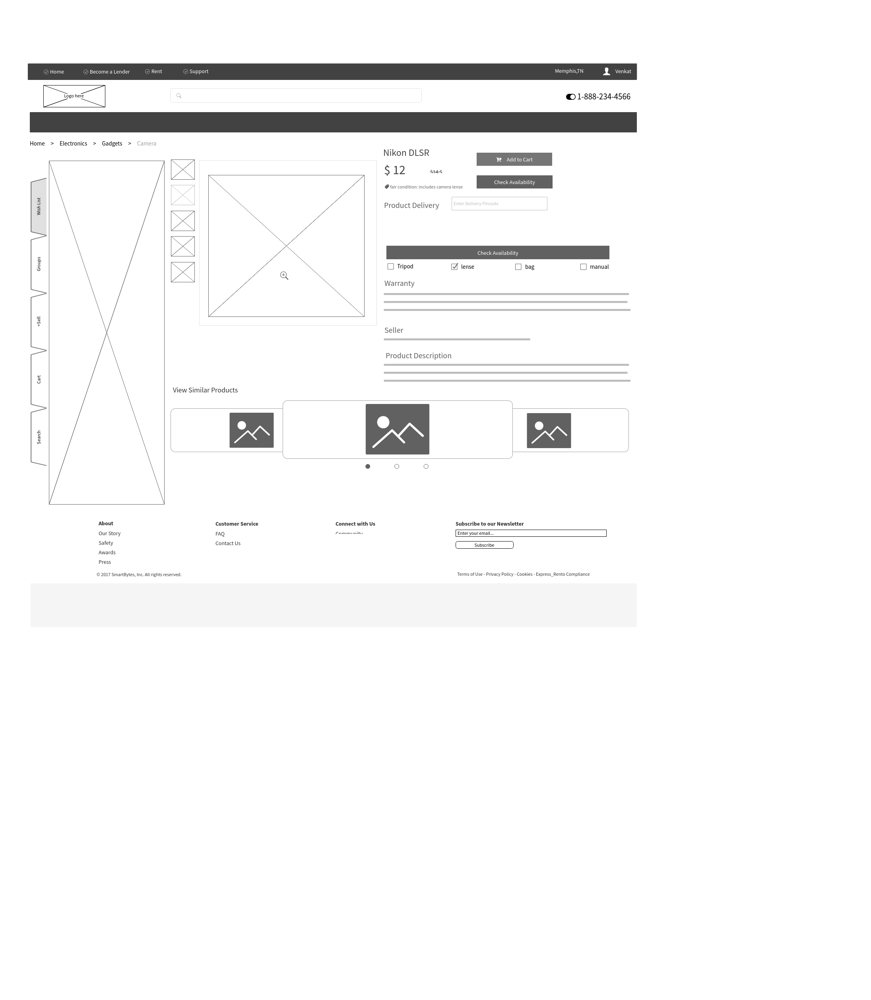 Home Become a Lender Rent Support Memphis,TN Venkat
Logo here
1-888-234-4566
Home > Electronics > Gadgets > Camera
Nikon DLSR
Add to Cart
$ 12 $14 $
Check Availability
fair condition: includes camera lense
Product Delivery Enter Delivery Pincode
Check Availability
Tripod lense bag manual
Warranty
Seller
Product Description
Wish List
Groups
+Sell
Cart
Search
View Similar Products
About
Our Story
Safety
Awards
Press
Customer Service
FAQ
Contact Us
Connect with Us
Community
Subscribe to our Newsletter
Enter your email...
Subscribe
© 2017 SmartBytes, Inc. All rights reserved.
Terms of Use - Privacy Policy - Cookies - Express_Rento Compliance